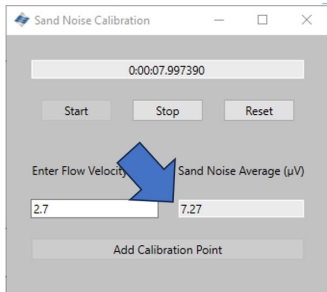 Sand Noise Calibration
0:00:07.997390
Start Stop Reset
Enter Flow Velocity Sand Noise Average (µV)
2.7 7.27
Add Calibration Point